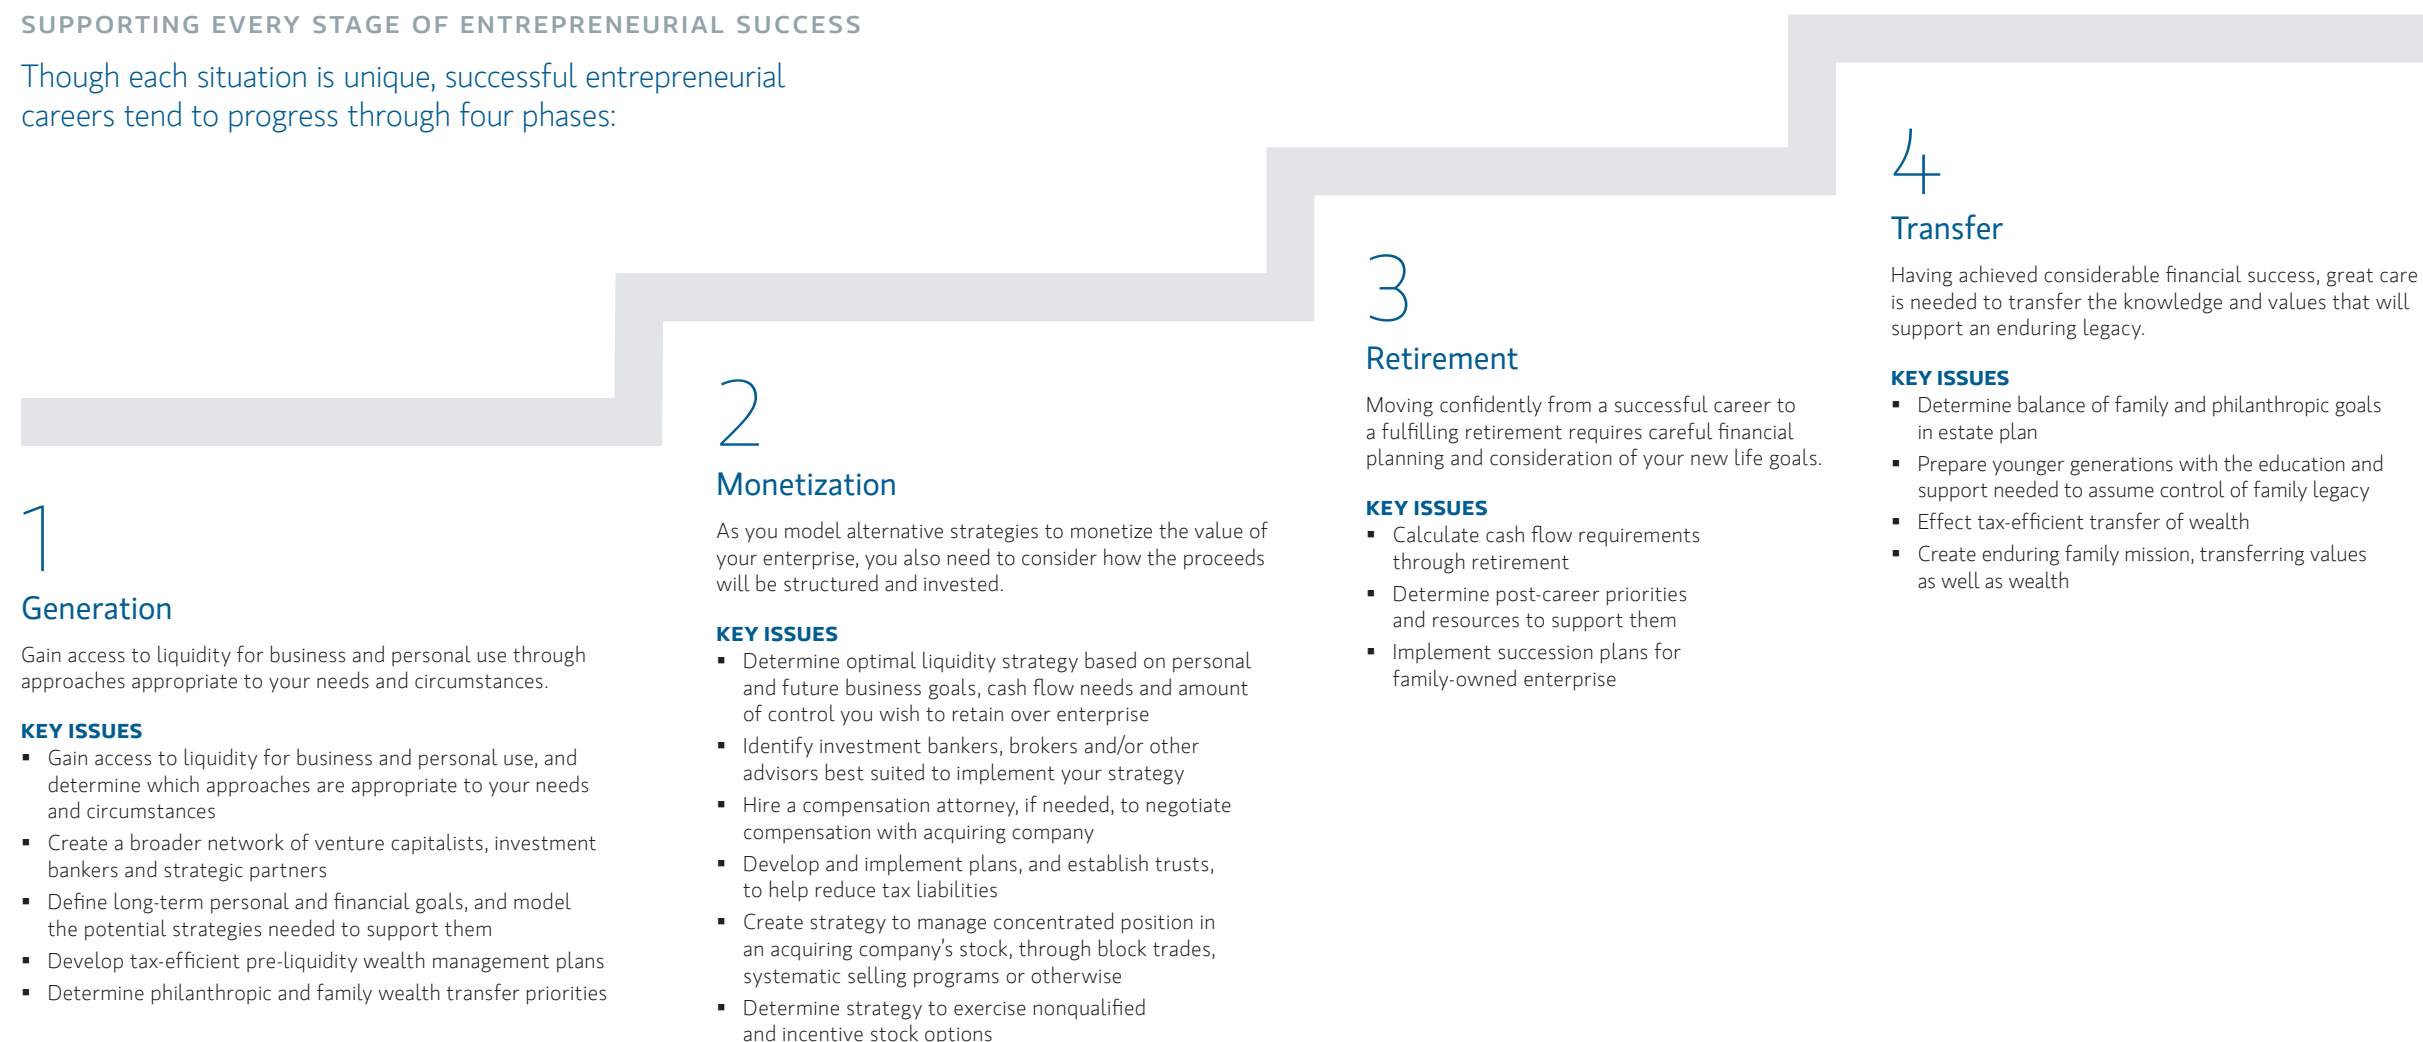 SUPPORTING EVERY STAGE OF ENTREPRENEURIAL SUCCESS
Though each situation is unique, successful entrepreneurial
careers tend to progress through four phases:
1
Generation
Gain access to liquidity for business and personal use through
approaches appropriate to your needs and circumstances.
KEY ISSUES
▪ Gain access to liquidity for business and personal use, and
determine which approaches are appropriate to your needs
and circumstances
▪ Create a broader network of venture capitalists, investment
bankers and strategic partners
▪ Define long-term personal and financial goals, and model
the potential strategies needed to support them
▪ Develop tax-efficient pre-liquidity wealth management plans
▪ Determine philanthropic and family wealth transfer priorities
2
Monetization
As you model alternative strategies to monetize the value of
your enterprise, you also need to consider how the proceeds
will be structured and invested.
KEY ISSUES
▪ Determine optimal liquidity strategy based on personal
and future business goals, cash flow needs and amount
of control you wish to retain over enterprise
▪ Identify investment bankers, brokers and/or other
advisors best suited to implement your strategy
▪ Hire a compensation attorney, if needed, to negotiate
compensation with acquiring company
▪ Develop and implement plans, and establish trusts,
to help reduce tax liabilities
▪ Create strategy to manage concentrated position in
an acquiring company's stock, through block trades,
systematic selling programs or otherwise
▪ Determine strategy to exercise nonqualified
and incentive stock options
3
Retirement
Moving confidently from a successful career to
a fulfilling retirement requires careful financial
planning and consideration of your new life goals.
KEY ISSUES
▪ Calculate cash flow requirements
through retirement
▪ Determine post-career priorities
and resources to support them
▪ Implement succession plans for
family-owned enterprise
4
Transfer
Having achieved considerable financial success, great care
is needed to transfer the knowledge and values that will
support an enduring legacy.
KEY ISSUES
▪ Determine balance of family and philanthropic goals
in estate plan
▪ Prepare younger generations with the education and
support needed to assume control of family legacy
▪ Effect tax-efficient transfer of wealth
▪ Create enduring family mission, transferring values
as well as wealth